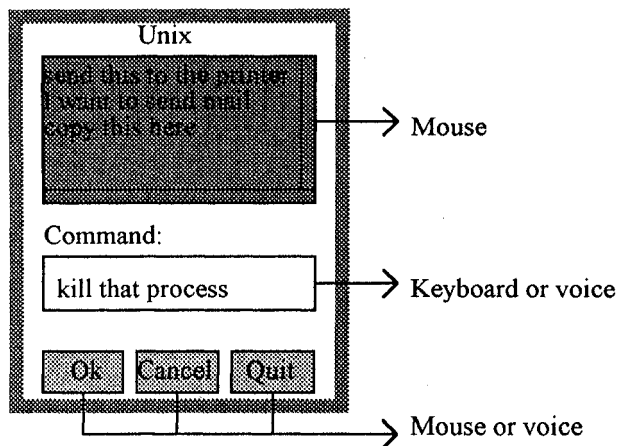 Unix
send this to the printer
I want to send mail
copy this here
Mouse
Command:
kill that process
Keyboard or voice
Ok Cancel Quit
Mouse or voice